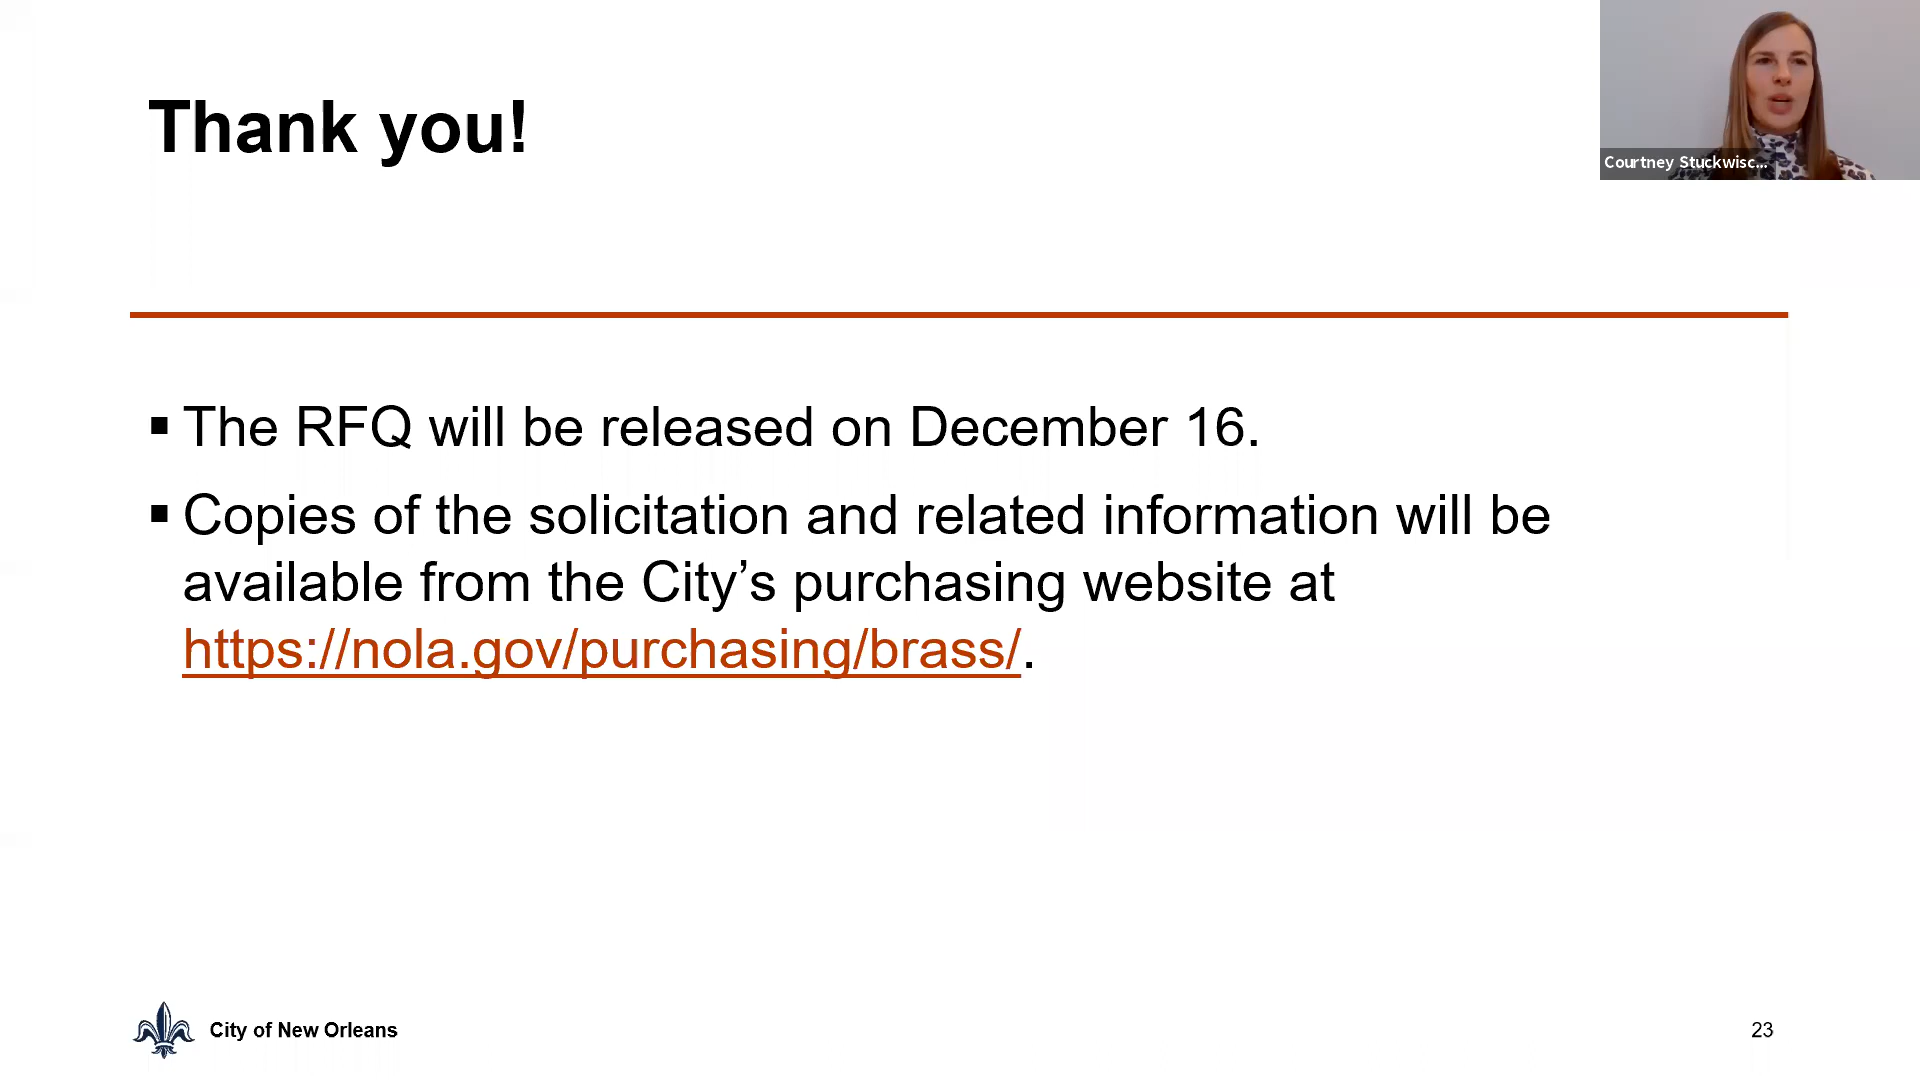 Thank you!
Courtney Stuckwisc...
▪ The RFQ will be released on December 16.
▪ Copies of the solicitation and related information will be
available from the City’s purchasing website at
https://nola.gov/purchasing/brass/.
City of New Orleans
23